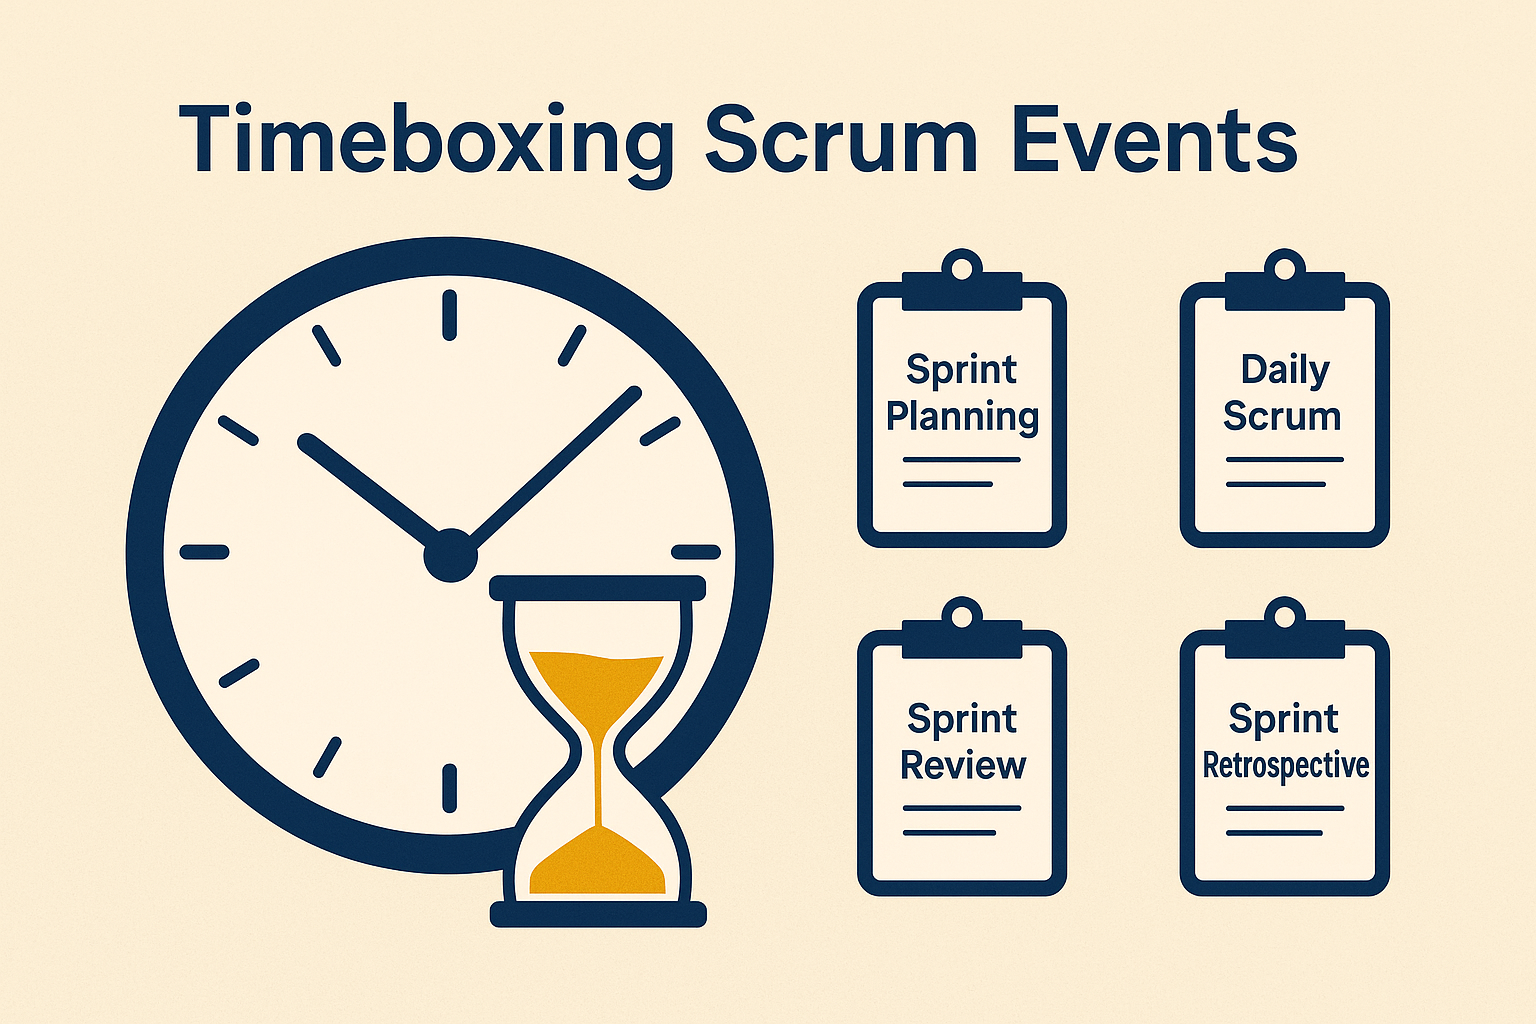 Timeboxing Scrum Events
Sprint
Planning
Daily
Scrum
Sprint
Review
Sprint
Retrospective